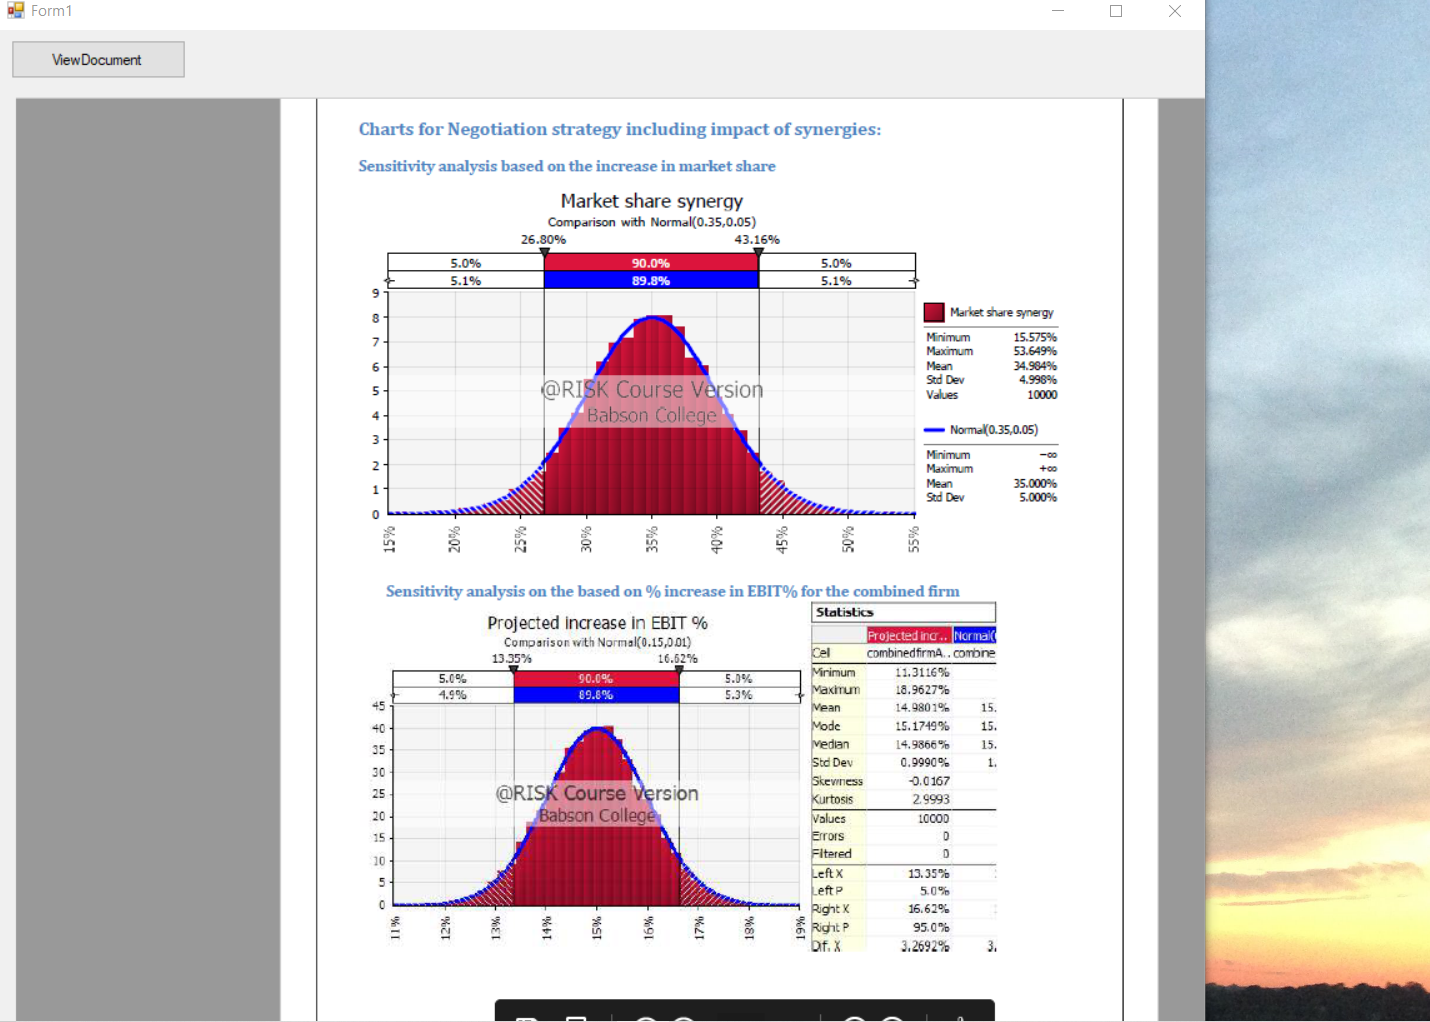 Form1
ViewDocument
Charts for Negotiation strategy including impact of synergies:
Sensitivity analysis based on the increase in market share
Market share synergy
Comparison with Normal(0.35,0.05)
26.80% 43.16%
5.0% 90.0% 5.0%
5.1% 89.8% 5.1%
9
8
7
6
5
4
3
2
1
0
@RISK Course Version
Babson College
15% 20% 25% 30% 35% 40% 45% 50% 55%
Market share synergy
Minimum 15.575%
Maximum 53.649%
Mean 34.984%
Std Dev 4.998%
Values 10000
Normal(0.35,0.05)
Minimum −∞
Maximum +∞
Mean 35.000%
Std Dev 5.000%
Sensitivity analysis on the based on % increase in EBIT% for the combined firm
Projected increase in EBIT %
Comparison with Normal(0.15,0.01)
13.35% 16.62%
5.0% 90.0% 5.0%
4.9% 89.8% 5.3%
45
40
35
30
25
20
15
10
5
0
@RISK Course Version
Babson College
11% 12% 13% 14% 15% 16% 17% 18% 19%
Statistics
Projected incr... Normal(
Cell combinedfirmA... combine
Minimum 11.3116%
Maximum 18.9627%
Mean 14.9801% 15.
Mode 15.1749% 15.
Median 14.9866% 15.
Std Dev 0.9990% 1.
Skewness -0.0167
Kurtosis 2.9993
Values 10000
Errors 0
Filtered 0
Left X 13.35%
Left P 5.0%
Right X 16.62%
Right P 95.0%
Dif. X 3.2692% 3.